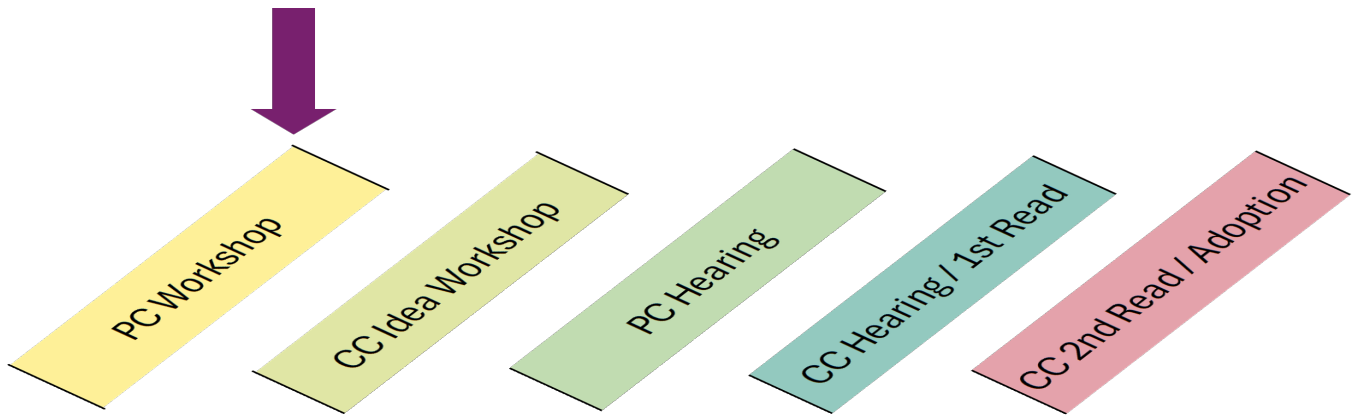 PC Workshop
CC Idea Workshop
PC Hearing
CC Hearing / 1st Read
CC 2nd Read / Adoption